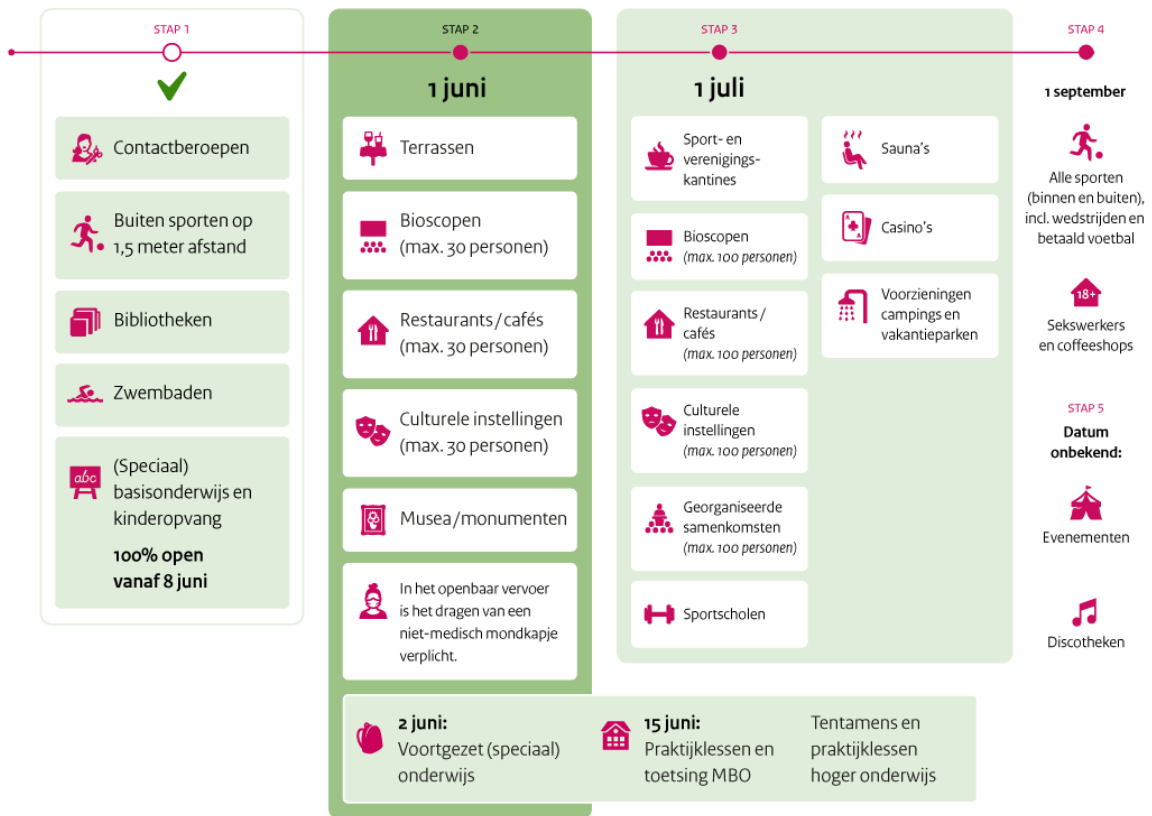 STAP 1
Contactberoepen
Buiten sporten op
1,5 meter afstand
Bibliotheken
Zwembaden
abc
(Speciaal)
basisonderwijs en
kinderopvang
100% open
vanaf 8 juni
STAP 2
1 juni
Terrassen
Bioscopen
(max. 30 personen)
Restaurants/cafés
(max. 30 personen)
Culturele instellingen
(max. 30 personen)
Musea/monumenten
In het openbaar vervoer
is het dragen van een
niet-medisch mondkapje
verplicht.
2 juni:
Voortgezet (speciaal)
onderwijs
15 juni:
Praktijklessen en
toetsing MBO
Tentamens en
praktijklessen
hoger onderwijs
STAP 3
1 juli
Sport- en
verenigings-
kantines
Bioscopen
(max. 100 personen)
Restaurants/
cafés
(max. 100 personen)
Culturele
instellingen
(max. 100 personen)
Georganiseerde
samenkomsten
(max. 100 personen)
Sportscholen
Sauna's
A
A
Casino's
Voorzieningen
campings en
vakantieparken
STAP 4
1 september
Alle sporten
(binnen en buiten),
incl. wedstrijden en
betaald voetbal
18+
Sekswerkers
en coffeeshops
STAP 5
Datum
onbekend:
Evenementen
Discotheken